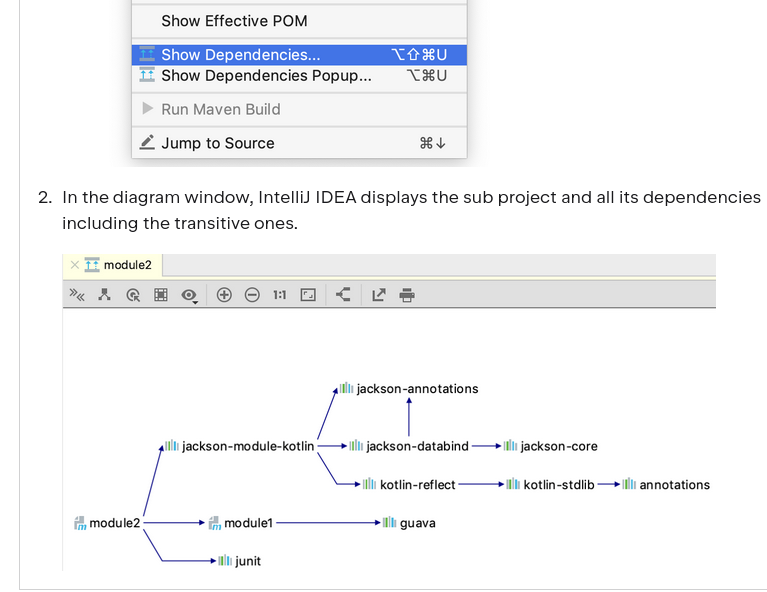 Show Effective POM
Show Dependencies... ⌥⇧⌘U
Show Dependencies Popup... ⌥⌘U
Run Maven Build
Jump to Source ⌘↓
2. In the diagram window, IntelliJ IDEA displays the sub project and all its dependencies
including the transitive ones.
module2
1:1
jackson-annotations
jackson-module-kotlin jackson-databind jackson-core
kotlin-reflect kotlin-stdlib annotations
module2 module1 guava
junit